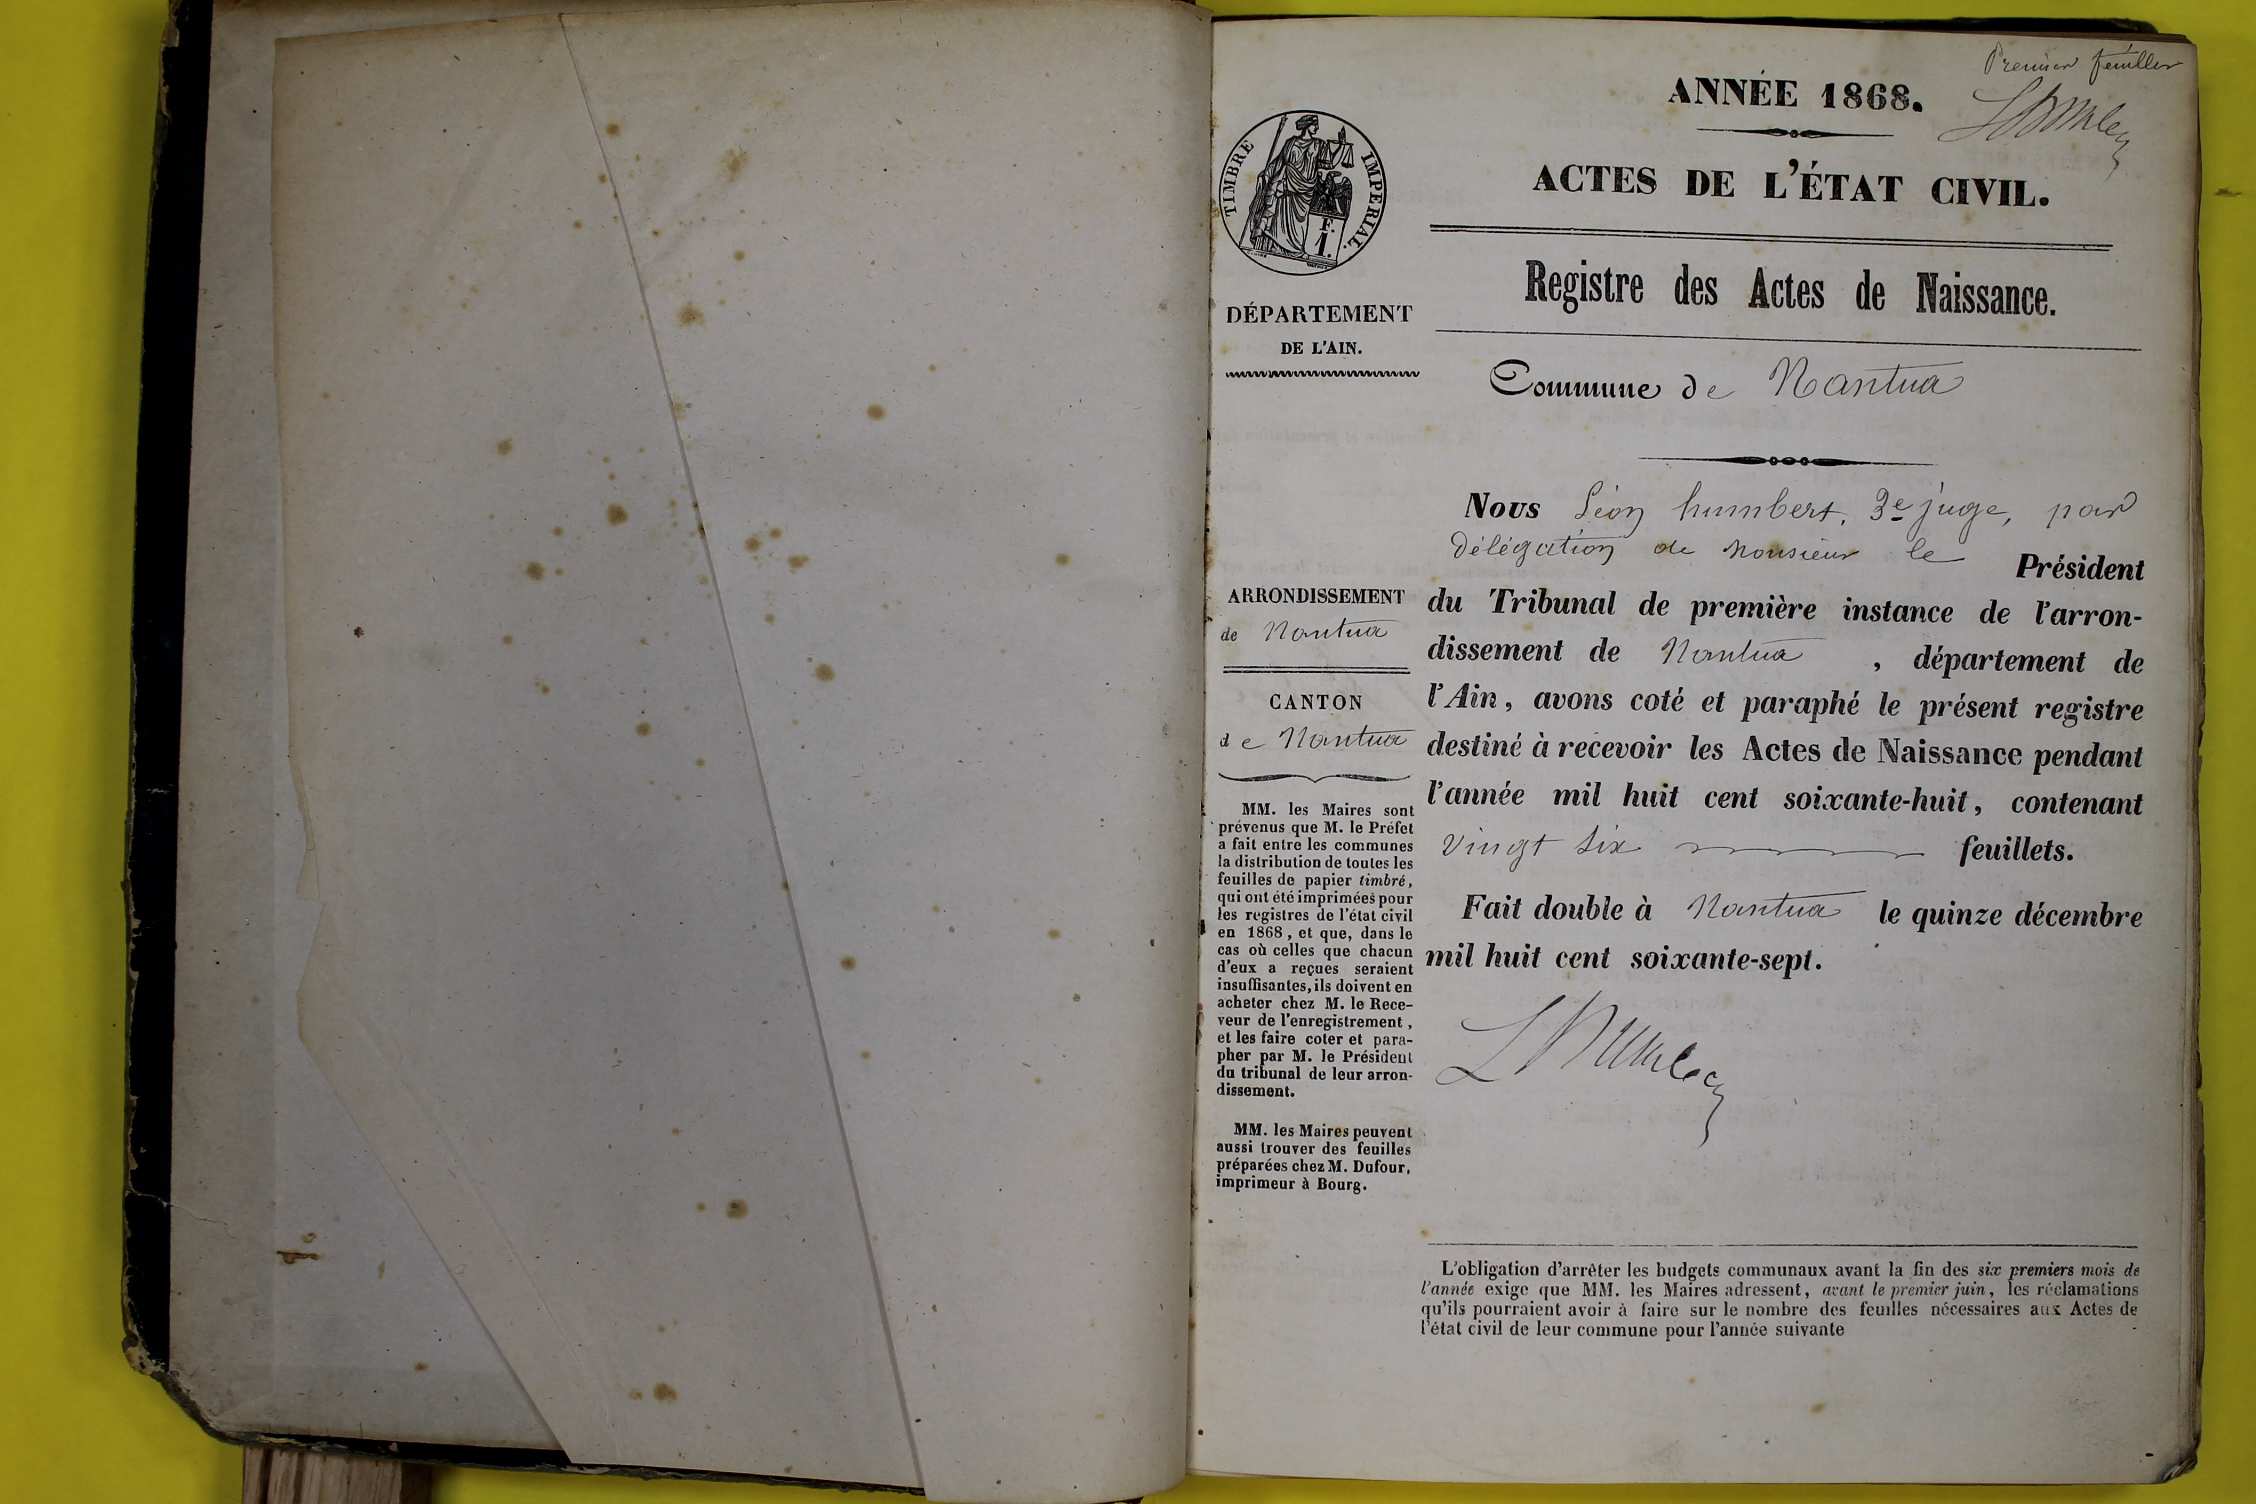 Premier feuillet
ANNÉE 1868.
ACTES DE L'ÉTAT CIVIL.
TIMBRE IMPÉRIAL.
F.
1.
Registre des Actes de Naissance.
DÉPARTEMENT
DE L'AIN.
Commune de Nantua
Nous Léon humbert, 3e juge, par
délégation de Monsieur le Président
du Tribunal de première instance de l'arron-
dissement de Nantua, département de
l'Ain, avons coté et paraphé le présent registre
destiné à recevoir les Actes de Naissance pendant
l'année mil huit cent soixante-huit, contenant
vingt six feuillets.
Fait double à Nantua le quinze décembre
mil huit cent soixante-sept.
ARRONDISSEMENT
de Nantua
CANTON
de Nantua
MM. les Maires sont
prévenus que M. le Préfet
a fait entre les communes
la distribution de toutes les
feuilles de papier timbré,
qui ont été imprimées pour
les registres de l'état civil
en 1868, et que, dans le
cas où celles que chacun
d'eux a reçues seraient
insuffisantes, ils doivent en
acheter chez M. le Rece-
veur de l'enregistrement,
et les faire coter et para-
pher par M. le Président
du tribunal de leur arron-
dissement.
MM. les Maires peuvent
aussi trouver des feuilles
préparées chez M. Dufour,
imprimeur à Bourg.
L'obligation d'arrêter les budgets communaux avant la fin des six premiers mois de
l'année exige que MM. les Maires adressent, avant le premier juin, les réclamations
qu'ils pourraient avoir à faire sur le nombre des feuilles nécessaires aux Actes de
l'état civil de leur commune pour l'année suivante